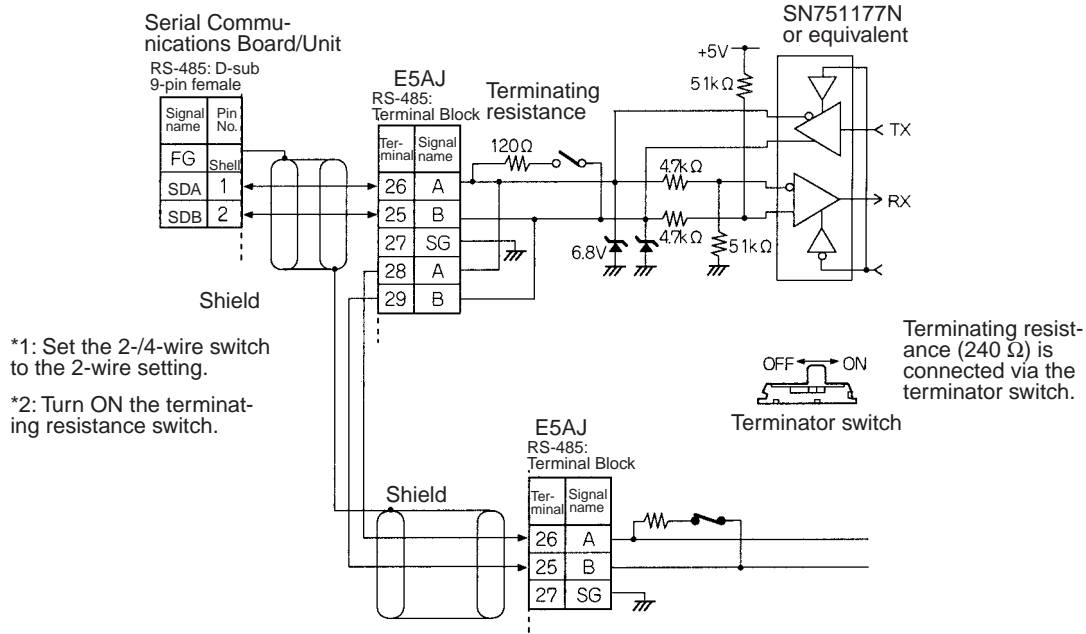 Serial Commu-
nications Board/Unit
RS-485: D-sub
9-pin female
Signal name
Pin No.
FG
Shell
SDA 1
SDB 2
Shield
E5AJ
RS-485:
Terminal Block
Ter-
minal
Signal
name
26 A
25 B
27 SG
28 A
29 B
Terminating
resistance
120Ω
6.8V
4.7kΩ
4.7kΩ
+5V
51kΩ
51kΩ
SN751177N
or equivalent
TX
RX
*1: Set the 2-/4-wire switch
to the 2-wire setting.
*2: Turn ON the terminat-
ing resistance switch.
OFF ON
Terminator switch
Terminating resist-
ance (240 Ω) is
connected via the
terminator switch.
Shield
E5AJ
RS-485:
Terminal Block
Ter-
minal
Signal
name
26 A
25 B
27 SG